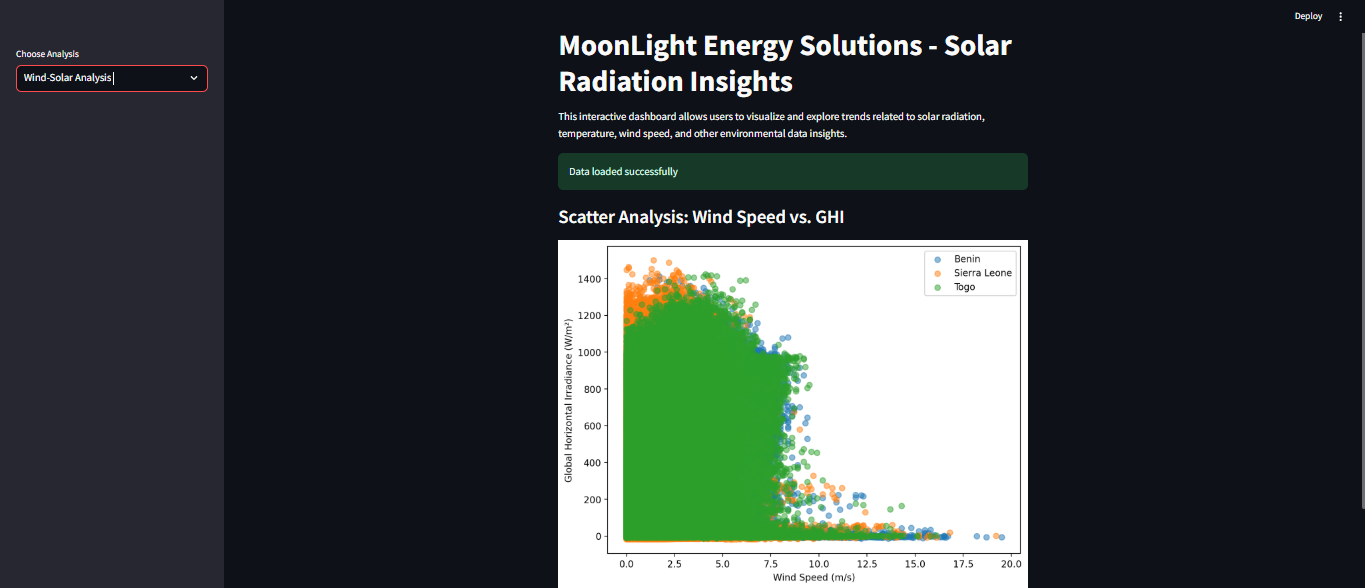 Deploy
Choose Analysis
Wind-Solar Analysis
MoonLight Energy Solutions - Solar
Radiation Insights
This interactive dashboard allows users to visualize and explore trends related to solar radiation,
temperature, wind speed, and other environmental data insights.
Data loaded successfully
Scatter Analysis: Wind Speed vs. GHI
Benin
Sierra Leone
Togo
Global Horizontal Irradiance (W/m²)
1400
1200
1000
800
600
400
200
0
0.0 2.5 5.0 7.5 10.0 12.5 15.0 17.5 20.0
Wind Speed (m/s)